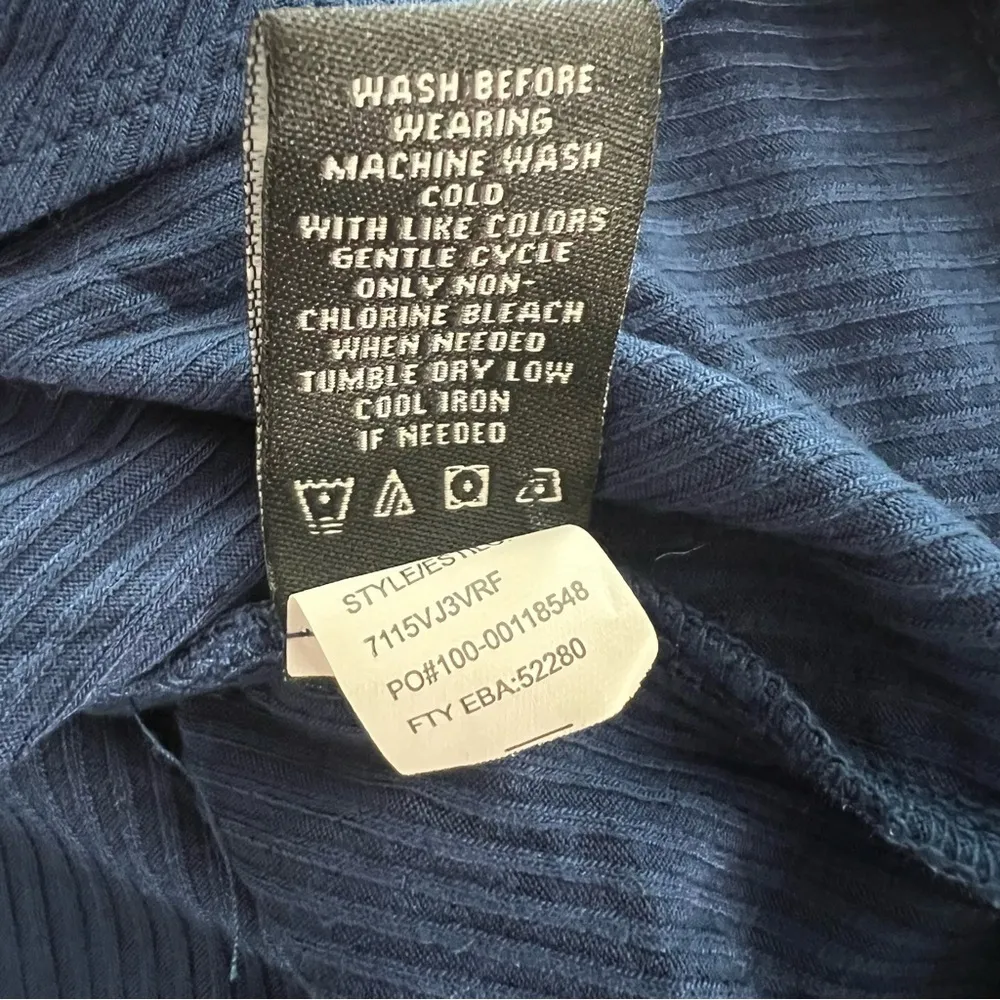 WASH BEFORE
WEARING
MACHINE WASH
COLD
WITH LIKE COLORS
GENTLE CYCLE
ONLY NON-
CHLORINE BLEACH
WHEN NEEDED
TUMBLE DRY LOW
COOL IRON
IF NEEDED
7115VJ3VRF
PO#100-00118548
FTY EBA:52280